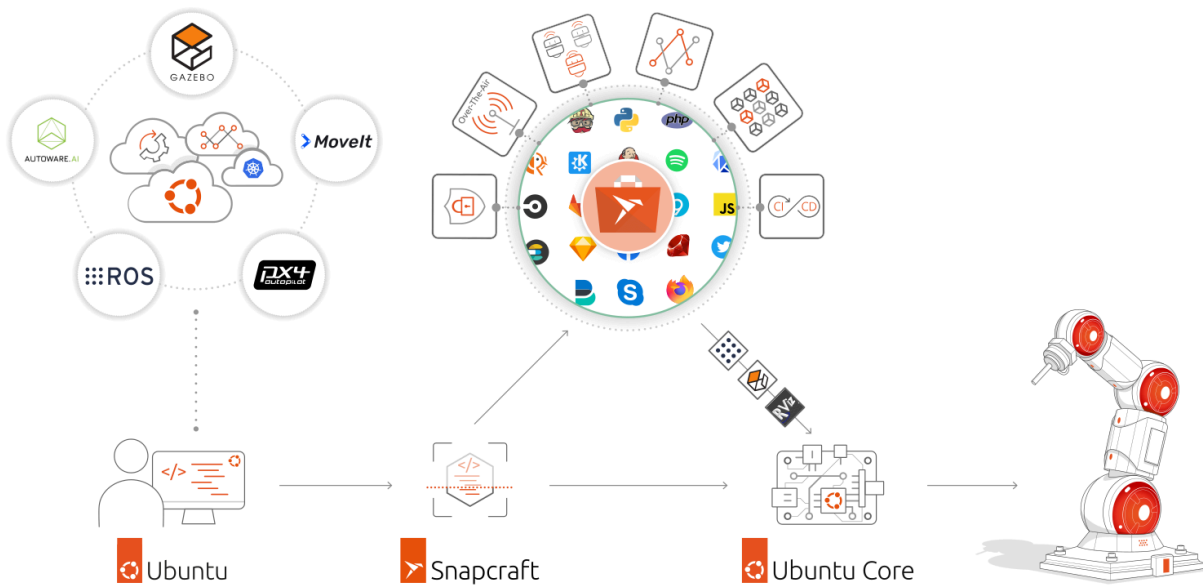 GAZEBO
AUTOWARE.AI
MoveIt
ROS
px4
autopilot
Over-The-Air
php
JS
CI
CD
S
RViz
</>
</>
Ubuntu
Snapcraft
Ubuntu Core